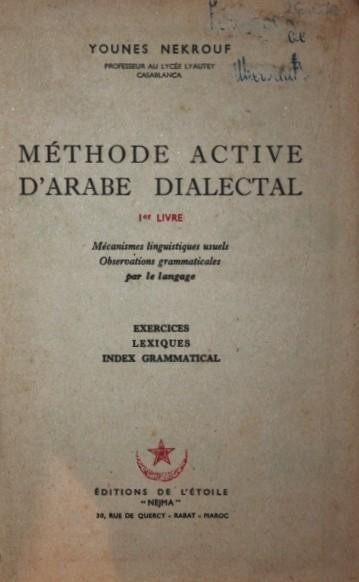 YOUNES NEKROUF
PROFESSEUR AU LYCÉE LYAUTEY
CASABLANCA
MÉTHODE ACTIVE
D'ARABE DIALECTAL
1er LIVRE
Mécanismes linguistiques usuels
Observations grammaticales
par le langage
EXERCICES
LEXIQUES
INDEX GRAMMATICAL
ÉDITIONS DE L'ÉTOILE
"NEJMA"
30, RUE DE QUERCY - RABAT - MAROC